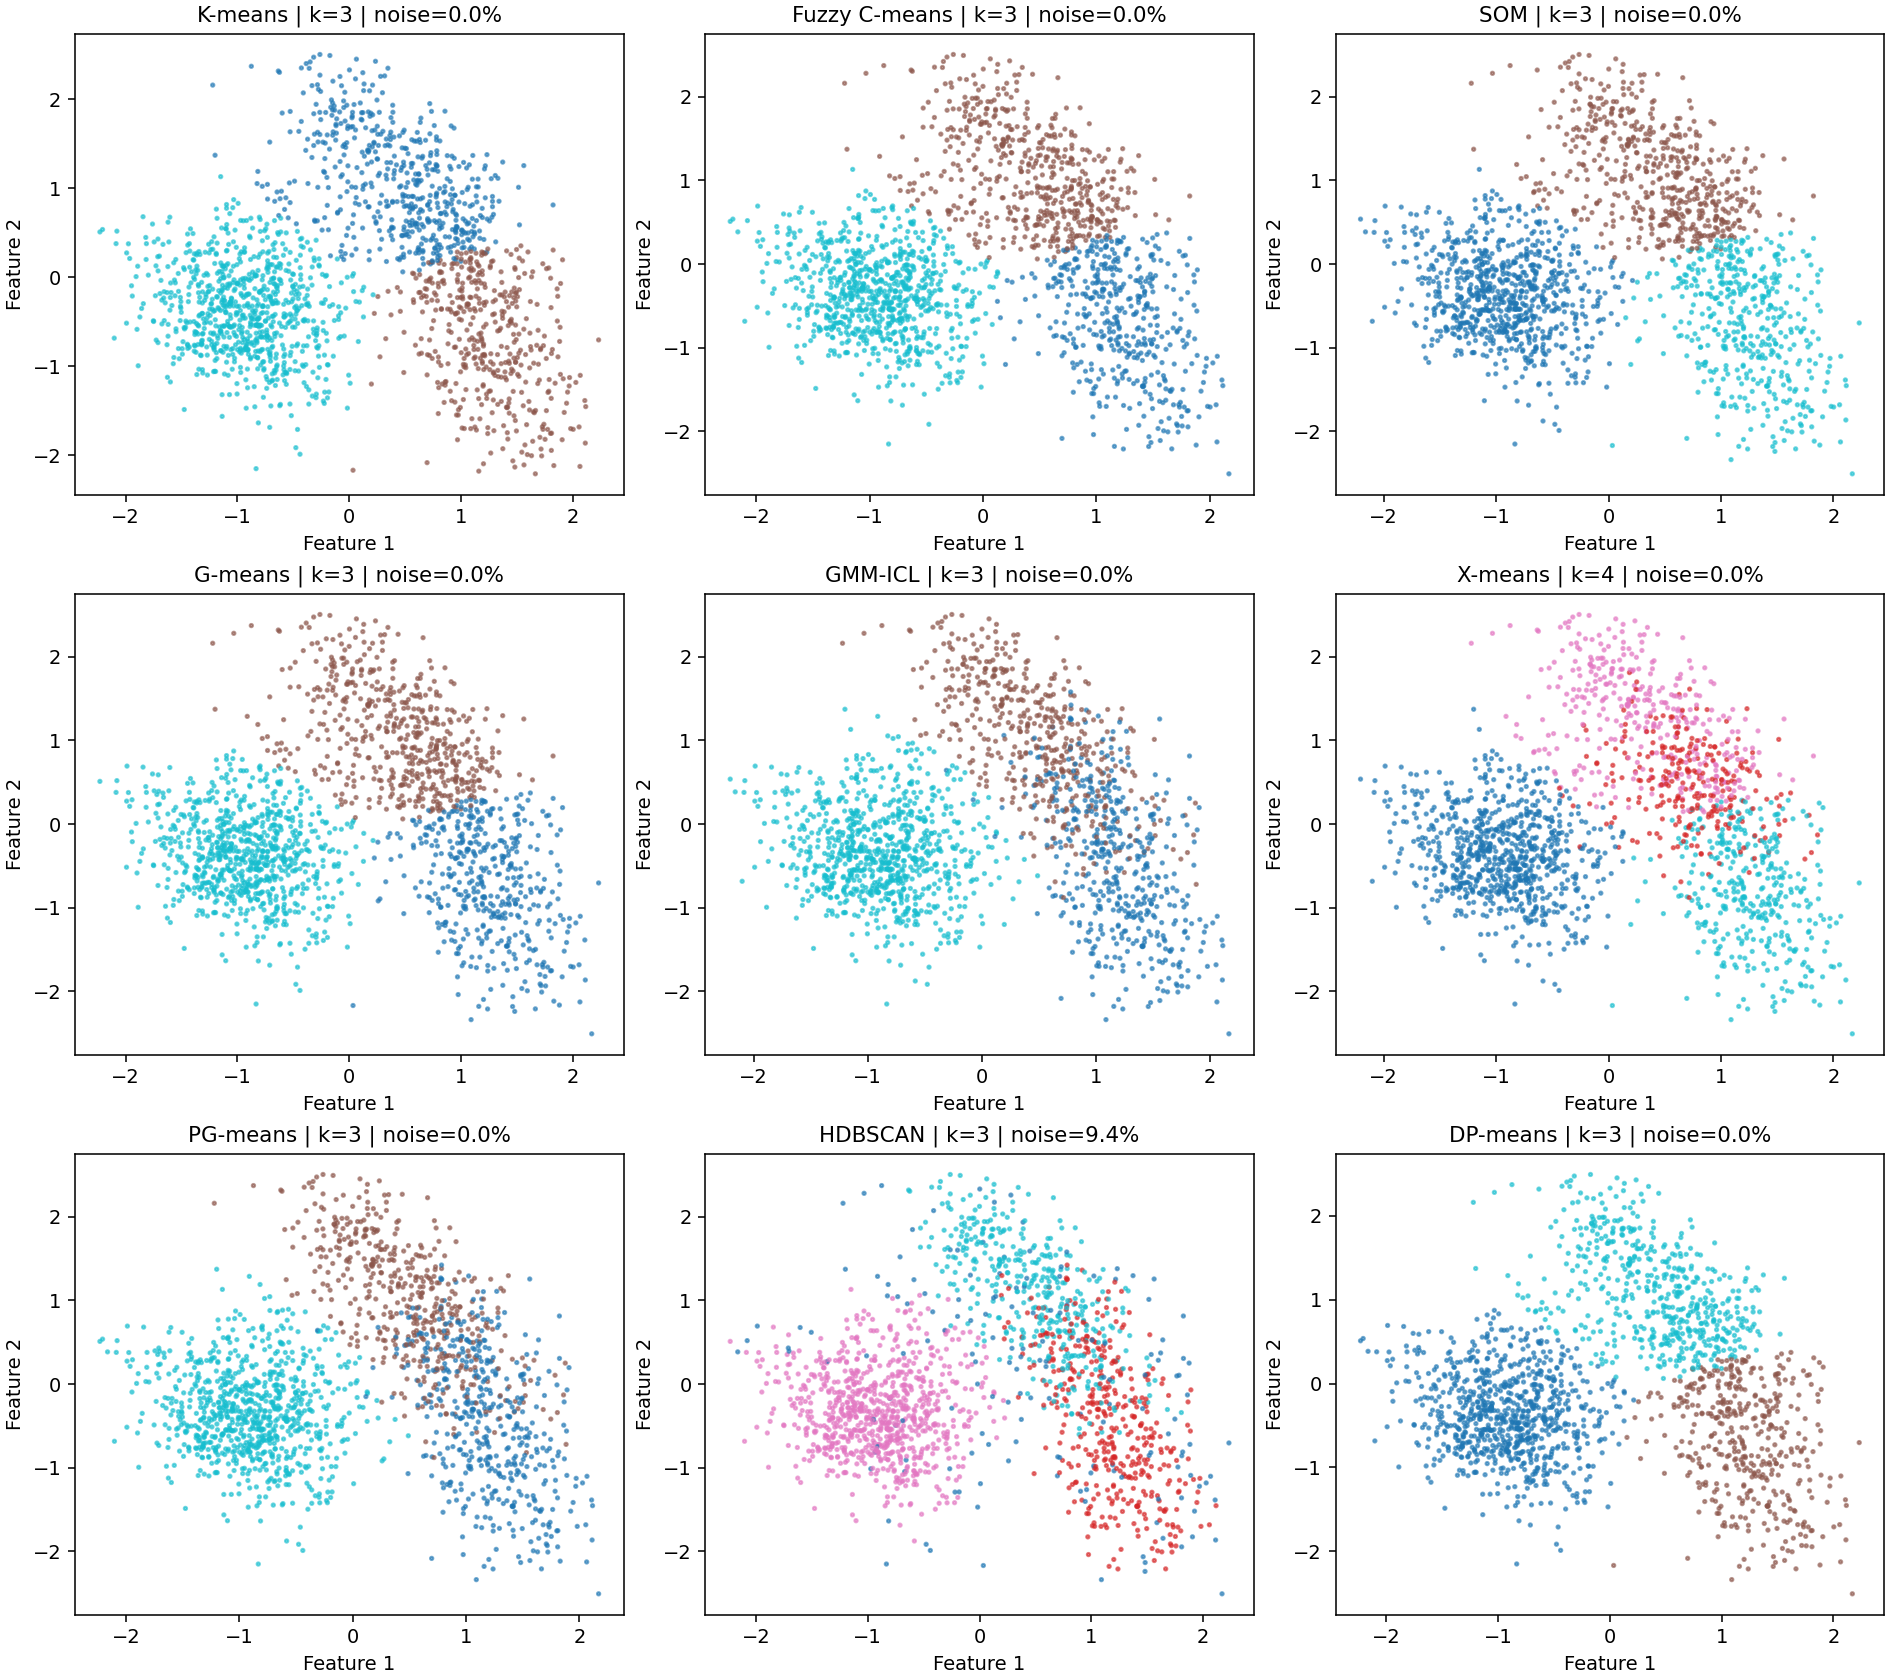 K-means | k=3 | noise=0.0%
Feature 2
2
1
0
−1
−2
−2 −1 0 1 2
Feature 1
Fuzzy C-means | k=3 | noise=0.0%
Feature 2
2
1
0
−1
−2
−2 −1 0 1 2
Feature 1
SOM | k=3 | noise=0.0%
Feature 2
2
1
0
−1
−2
−2 −1 0 1 2
Feature 1
G-means | k=3 | noise=0.0%
Feature 2
2
1
0
−1
−2
−2 −1 0 1 2
Feature 1
GMM-ICL | k=3 | noise=0.0%
Feature 2
2
1
0
−1
−2
−2 −1 0 1 2
Feature 1
X-means | k=4 | noise=0.0%
Feature 2
2
1
0
−1
−2
−2 −1 0 1 2
Feature 1
PG-means | k=3 | noise=0.0%
Feature 2
2
1
0
−1
−2
−2 −1 0 1 2
Feature 1
HDBSCAN | k=3 | noise=9.4%
Feature 2
2
1
0
−1
−2
−2 −1 0 1 2
Feature 1
DP-means | k=3 | noise=0.0%
Feature 2
2
1
0
−1
−2
−2 −1 0 1 2
Feature 1